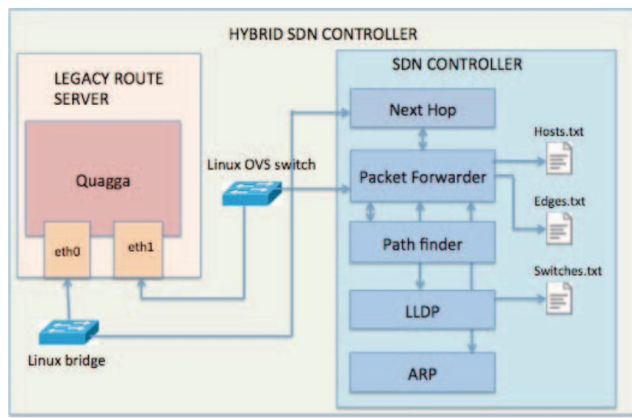 HYBRID SDN CONTROLLER
LEGACY ROUTE
SERVER
Quagga
eth0
eth1
Linux bridge
Linux OVS switch
SDN CONTROLLER
Next Hop
Packet Forwarder
Path finder
LLDP
ARP
Hosts.txt
Edges.txt
Switches.txt